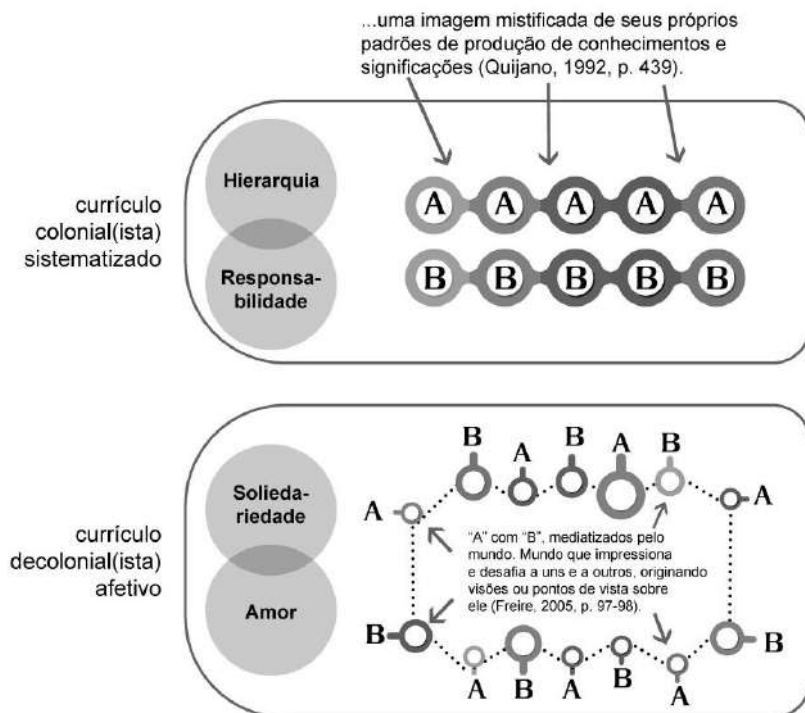 ...uma imagem mistificada de seus próprios
padrões de produção de conhecimentos e
significações (Quijano, 1992, p. 439).
currículo
colonial(ista)
sistematizado
Hierarquia
Responsa-
bilidade
A A A A A
B B B B B
currículo
decolonial(ista)
afetivo
Solieda-
riedade
Amor
B A B A B
A A
"A" com "B", mediatizados pelo
mundo. Mundo que impressiona
e desafia a uns e a outros, originando
visões ou pontos de vista sobre
ele (Freire, 2005, p. 97-98).
B B
A B A B A